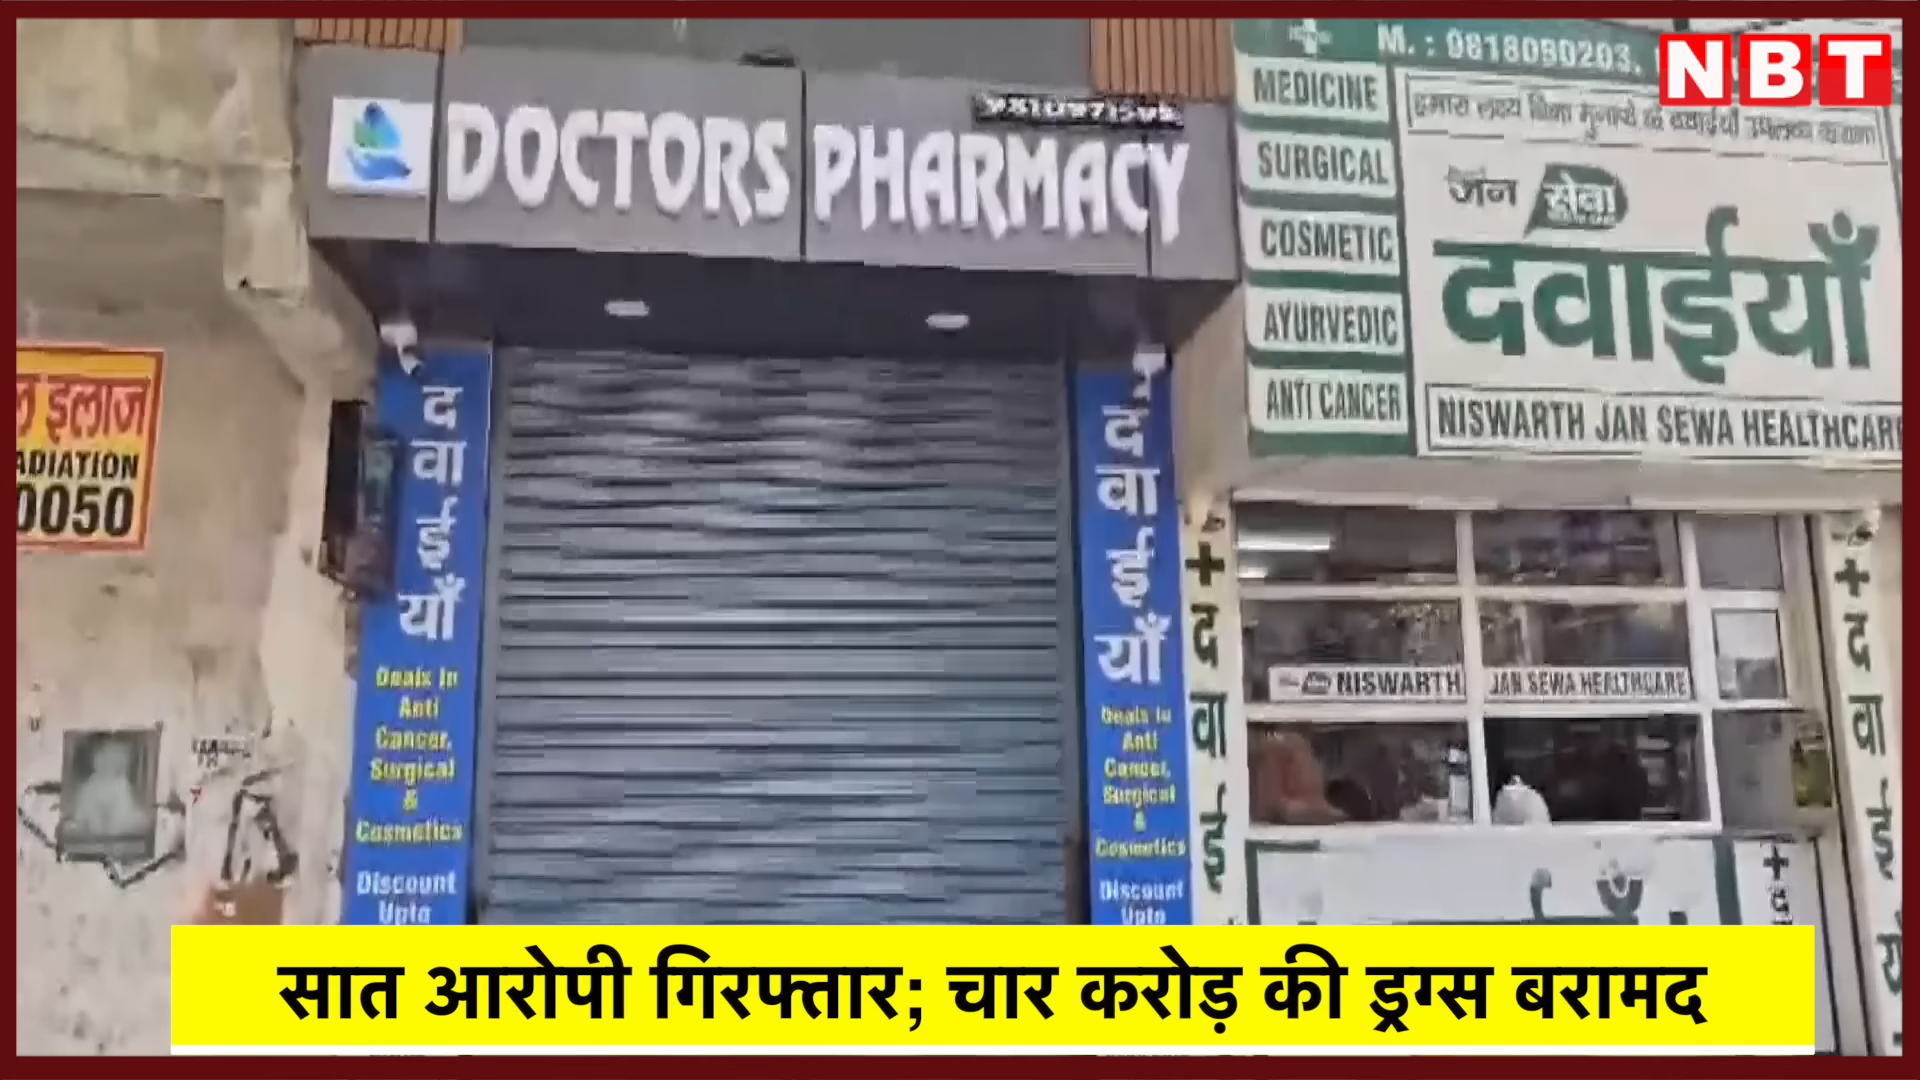 NBT
M. : 9818090203,
DOCTORS PHARMACY
MEDICINE
SURGICAL
COSMETIC
AYURVEDIC
ANTI CANCER
जन सेवा
दवाईयाँ
NISWARTH JAN SEWA HEALTHCARE
इलाज
ADIATION
0050
दवाईयाँ
Deals In
Anti
Cancer,
Surgical
&
Cosmetics
Discount
Upto
दवाईयाँ
Deals In
Anti
Cancer,
Surgical
&
Cosmetics
Discount
Upto
+ दवाई
NISWARTH JAN SEWA HEALTHCARE
+ दवाई
सात आरोपी गिरफ्तार; चार करोड़ की ड्रग्स बरामद